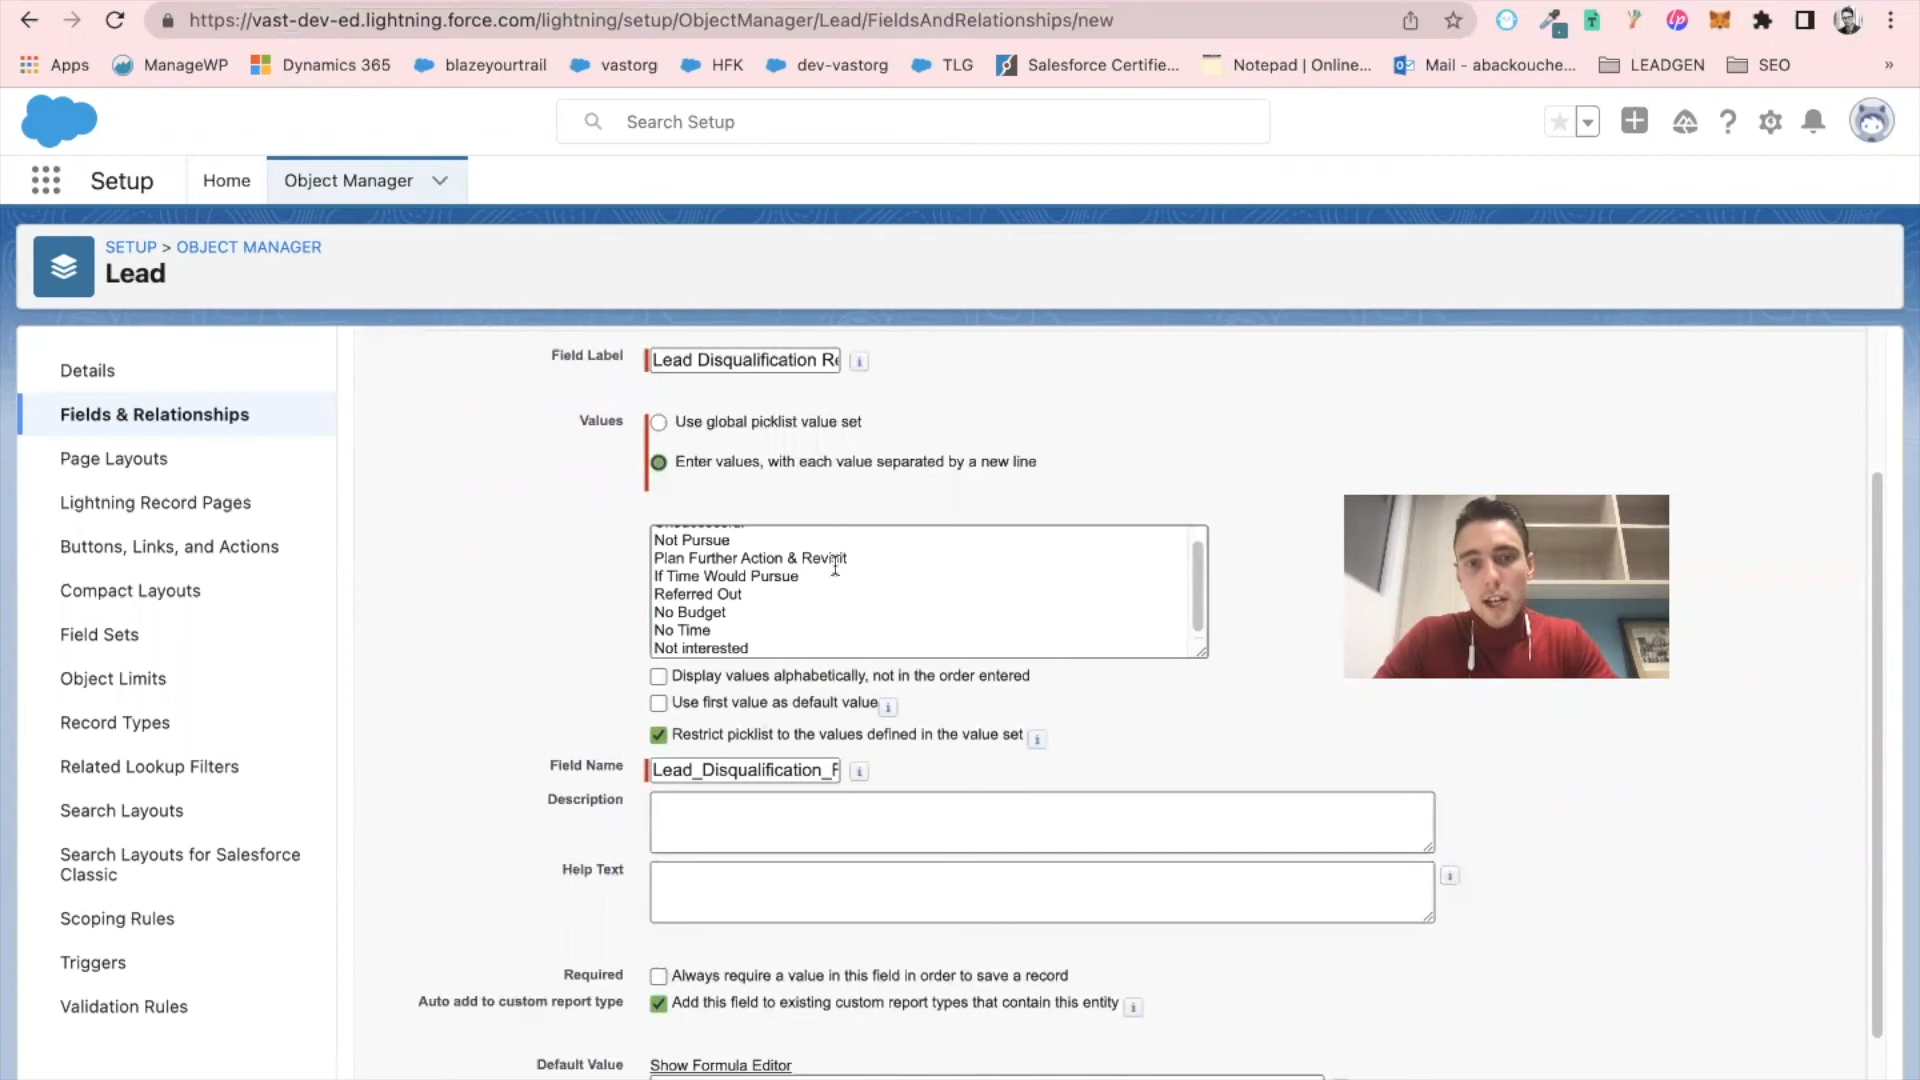 https://vast-dev-ed.lightning.force.com/lightning/setup/ObjectManager/Lead/FieldsAndRelationships/new
Apps ManageWP Dynamics 365 blazeyourtrail vastorg HFK dev-vastorg TLG Salesforce Certifie... Notepad | Online... Mail - abackouche... LEADGEN SEO »
Search Setup
Setup Home Object Manager
SETUP > OBJECT MANAGER
Lead
Details
Fields & Relationships
Page Layouts
Lightning Record Pages
Buttons, Links, and Actions
Compact Layouts
Field Sets
Object Limits
Record Types
Related Lookup Filters
Search Layouts
Search Layouts for Salesforce
Classic
Scoping Rules
Triggers
Validation Rules
Field Label Lead Disqualification Re
Values Use global picklist value set
Enter values, with each value separated by a new line
Not Pursue
Plan Further Action & Revisit
If Time Would Pursue
Referred Out
No Budget
No Time
Not interested
Display values alphabetically, not in the order entered
Use first value as default value
Restrict picklist to the values defined in the value set
Field Name Lead_Disqualification_R
Description
Help Text
Required Always require a value in this field in order to save a record
Auto add to custom report type Add this field to existing custom report types that contain this entity
Default Value Show Formula Editor